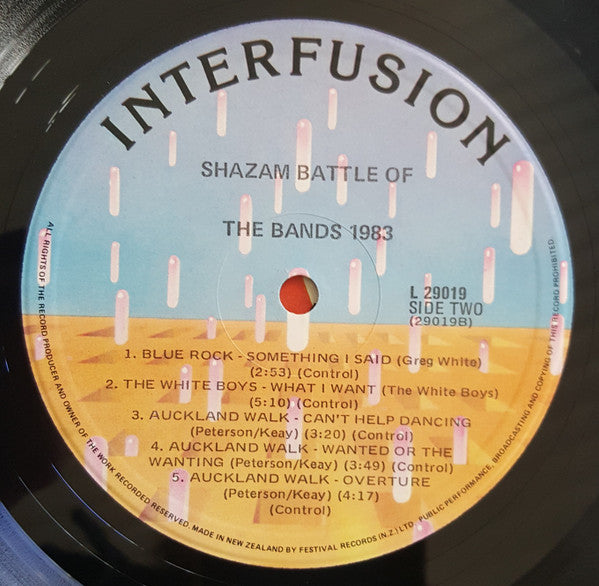 INTERFUSION
SHAZAM BATTLE OF
THE BANDS 1983
L 29019
SIDE TWO
(29019B)
1. BLUE ROCK - SOMETHING I SAID (Greg White)
(2:53) (Control)
2. THE WHITE BOYS - WHAT I WANT (The White Boys)
(5:10) (Control)
3. AUCKLAND WALK - CAN'T HELP DANCING
(Peterson/Keay) (3:20) (Control)
4. AUCKLAND WALK - WANTED OR THE
WANTING (Peterson/Keay) (3:49) (Control)
5. AUCKLAND WALK - OVERTURE
(Peterson/Keay) (4:17)
(Control)
ALL RIGHTS OF THE RECORD PRODUCER AND OWNER OF THE WORK RECORDED RESERVED. MADE IN NEW ZEALAND BY FESTIVAL RECORDS (N.Z.) LTD. PUBLIC PERFORMANCE, BROADCASTING AND COPYING OF THIS RECORD PROHIBITED.